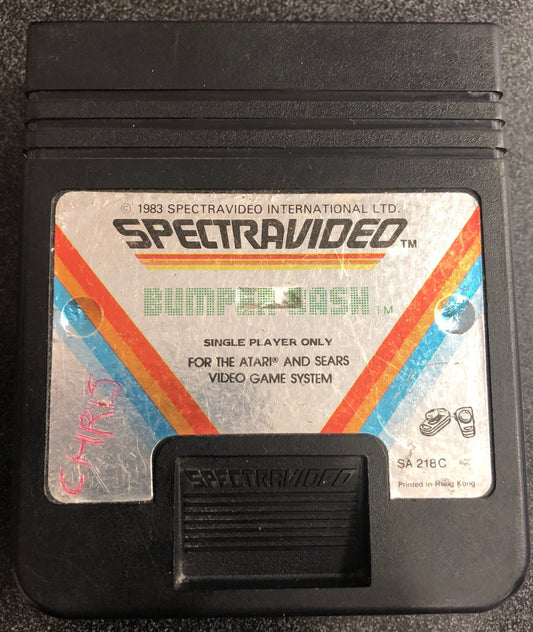 © 1983 SPECTRAVIDEO INTERNATIONAL LTD.
SPECTRAVIDEO™
BUMPER BASH™
SINGLE PLAYER ONLY
FOR THE ATARI® AND SEARS
VIDEO GAME SYSTEM
CHRIS
SA 218 C
Printed in Hong Kong
SPECTRAVIDEO